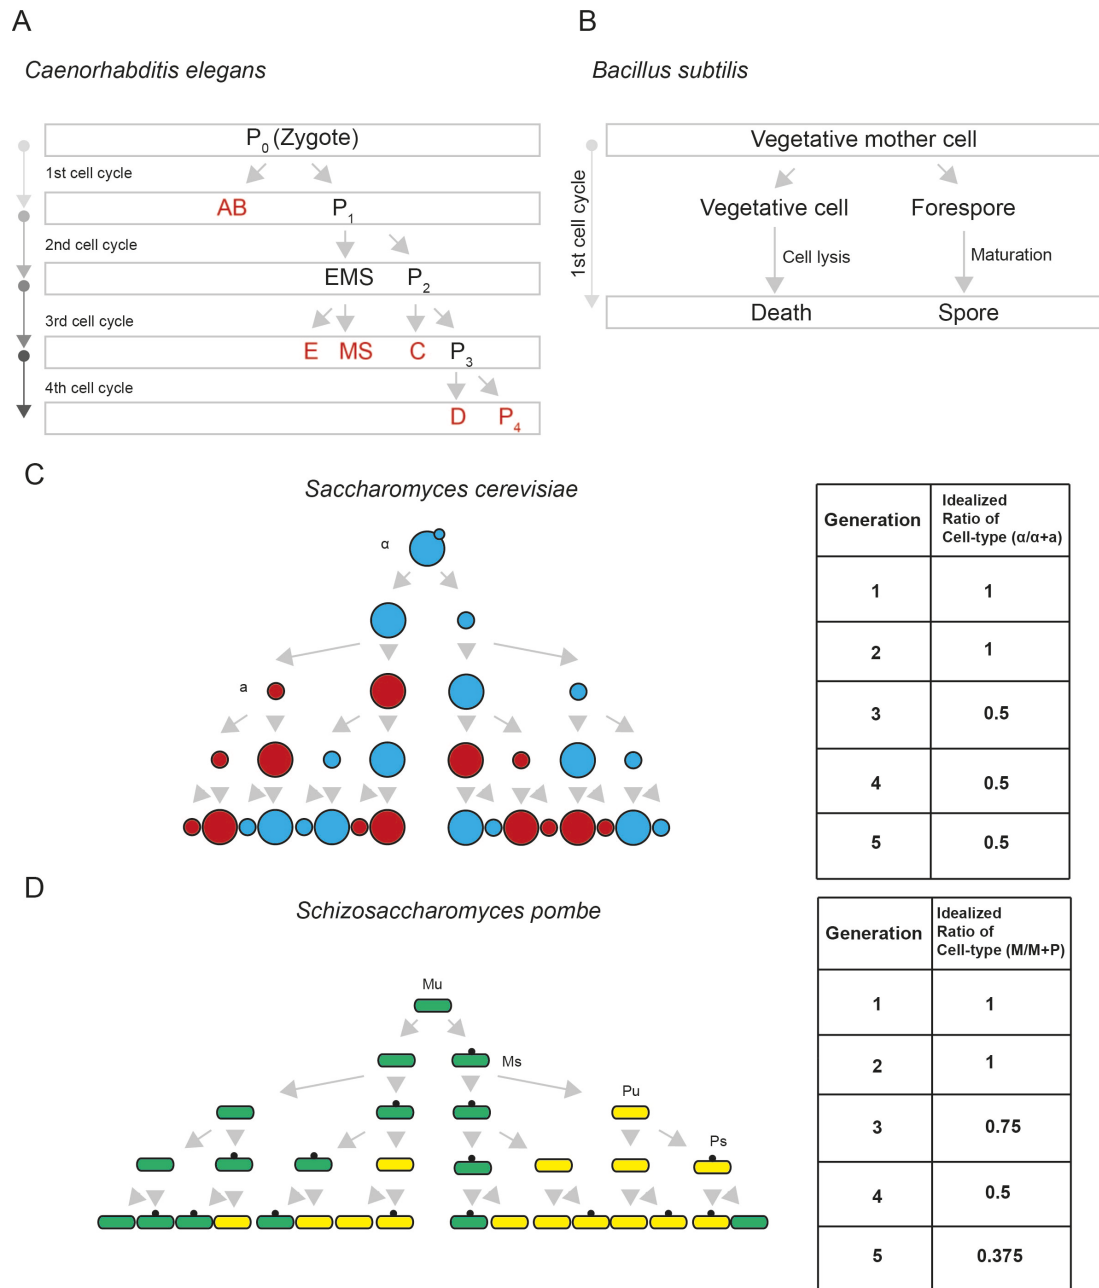 A
Caenorhabditis elegans
P0 (Zygote)
1st cell cycle
AB P1
2nd cell cycle
EMS P2
3rd cell cycle
E MS C P3
4th cell cycle
D P4
B
Bacillus subtilis
1st cell cycle
Vegetative mother cell
Vegetative cell Forespore
Cell lysis Maturation
Death Spore
C
Saccharomyces cerevisiae
α
a
Generation
Idealized
Ratio of
Cell-type (α/α+a)
1 1
2 1
3 0.5
4 0.5
5 0.5
D
Schizosaccharomyces pombe
Mu
Ms
Pu
Ps
Generation
Idealized
Ratio of
Cell-type (M/M+P)
1 1
2 1
3 0.75
4 0.5
5 0.375